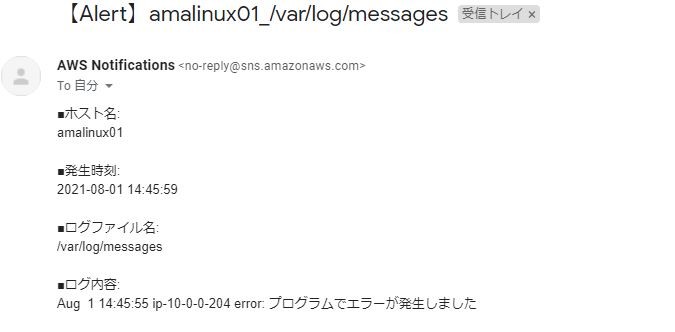 【Alert】amalinux01_/var/log/messages 受信トレイ ×
AWS Notifications <no-reply@sns.amazonaws.com>
To 自分
■ホスト名:
amalinux01
■発生時刻:
2021-08-01 14:45:59
■ログファイル名:
/var/log/messages
■ログ内容:
Aug  1 14:45:55 ip-10-0-0-204 error: プログラムでエラーが発生しました